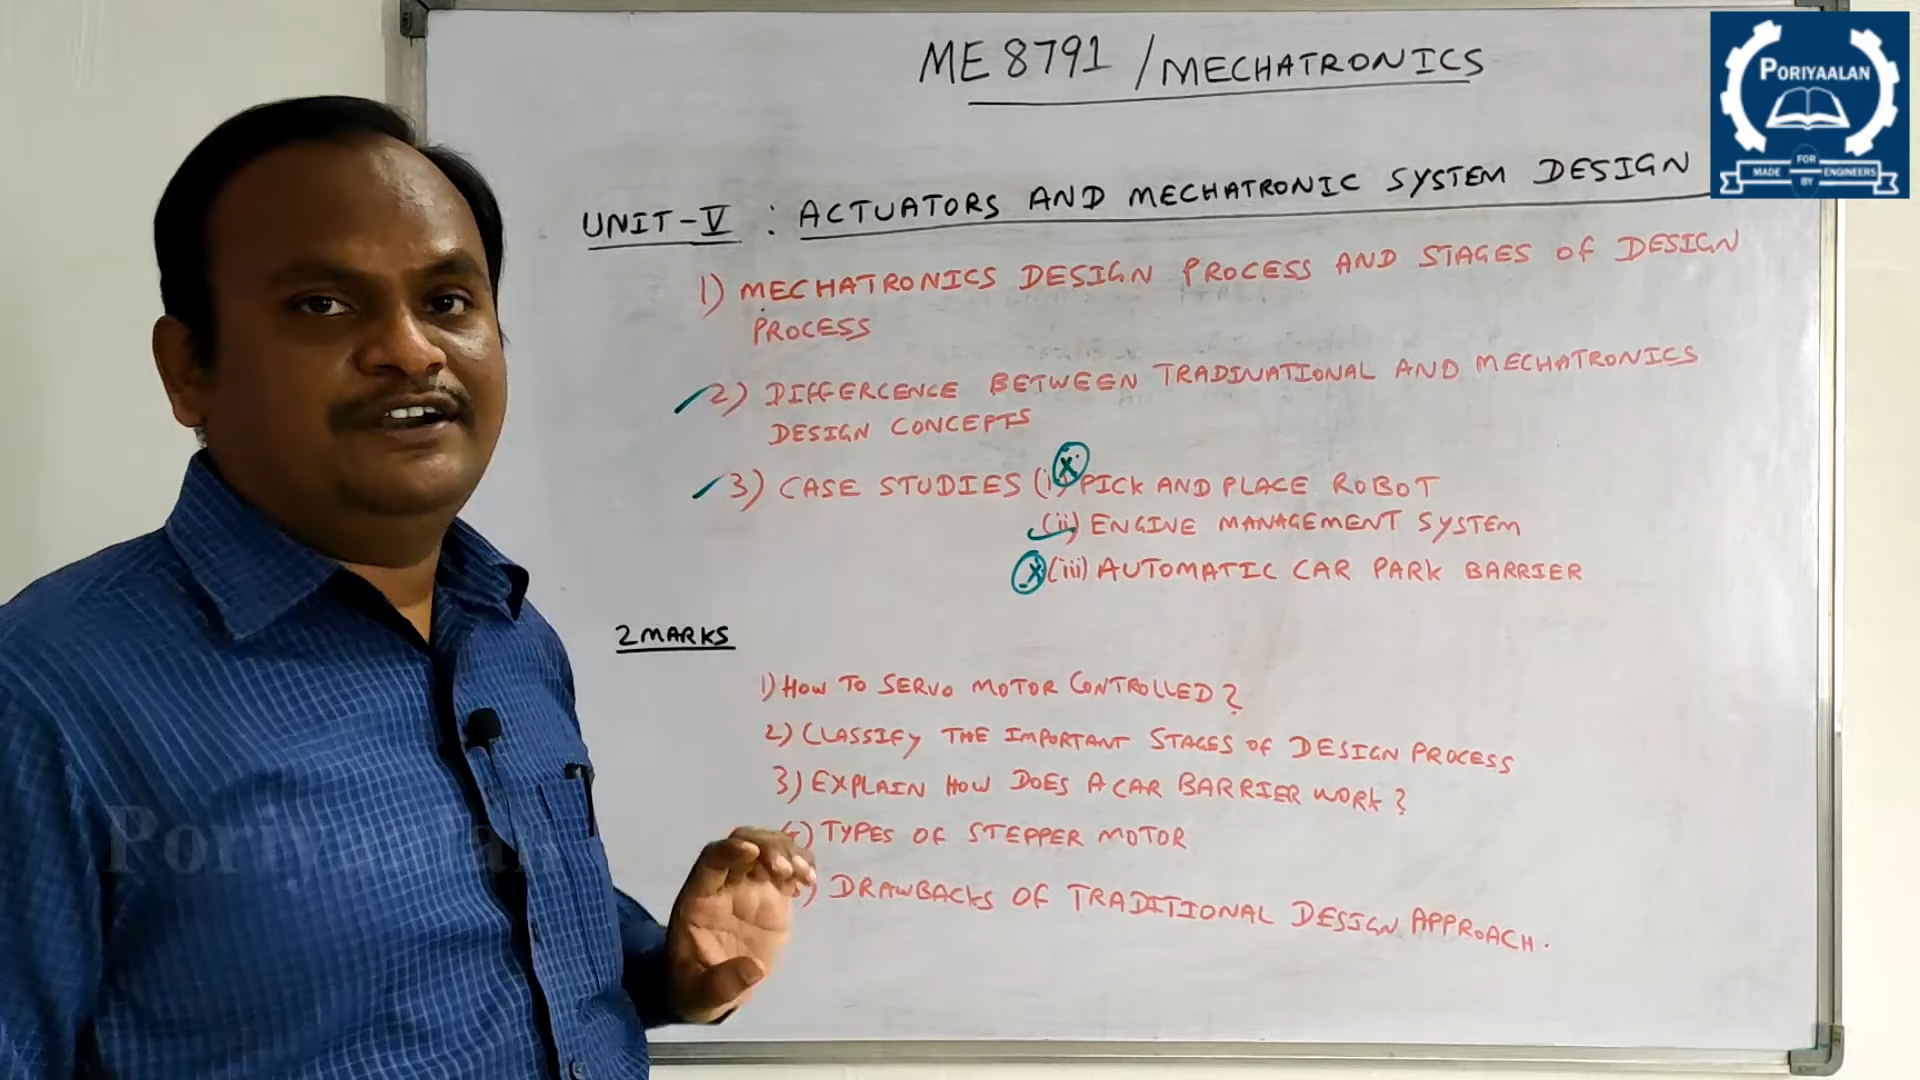 ME 8791 / MECHATRONICS
PORIYAALAN
MADE FOR BY ENGINEERS
UNIT-V : ACTUATORS AND MECHATRONIC SYSTEM DESIGN
1) MECHATRONICS DESIGN PROCESS AND STAGES OF DESIGN
PROCESS
2) DIFFERCENCE BETWEEN TRADINATIONAL AND MECHATRONICS
DESIGN CONCEPTS
3) CASE STUDIES (i) PICK AND PLACE ROBOT
(ii) ENGINE MANAGEMENT SYSTEM
(iii) AUTOMATIC CAR PARK BARRIER
2 MARKS
1) HOW TO SERVO MOTOR CONTROLLED?
2) CLASSIFY THE IMPORTANT STAGES OF DESIGN PROCESS
3) EXPLAIN HOW DOES A CAR BARRIER WORK?
TYPES OF STEPPER MOTOR
DRAWBACKS OF TRADITIONAL DESIGN APPROACH.
Poriyaalan